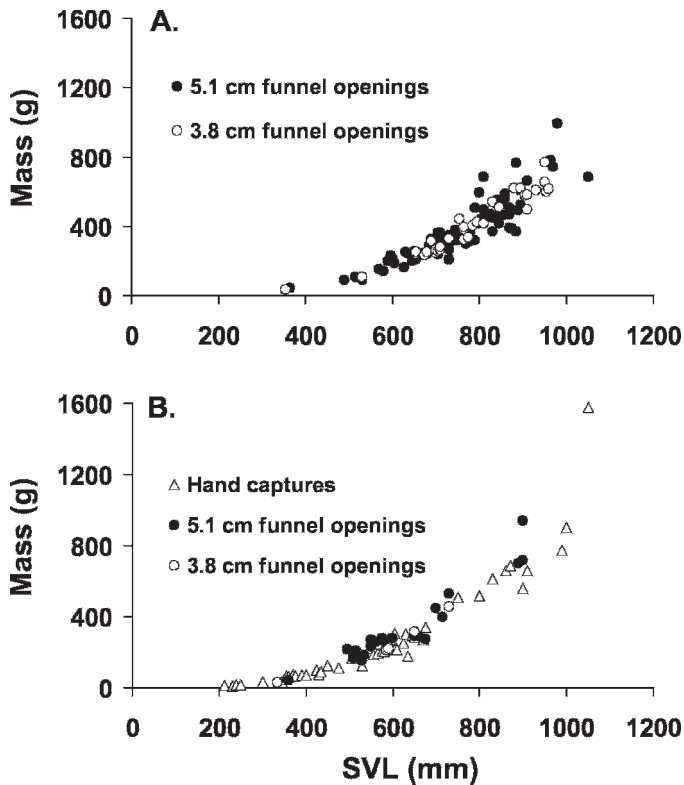 A.
1600
1200
800
400
0
Mass (g)
5.1 cm funnel openings
3.8 cm funnel openings
0 200 400 600 800 1000 1200
B.
1600
1200
800
400
0
Mass (g)
Hand captures
5.1 cm funnel openings
3.8 cm funnel openings
0 200 400 600 800 1000 1200
SVL (mm)